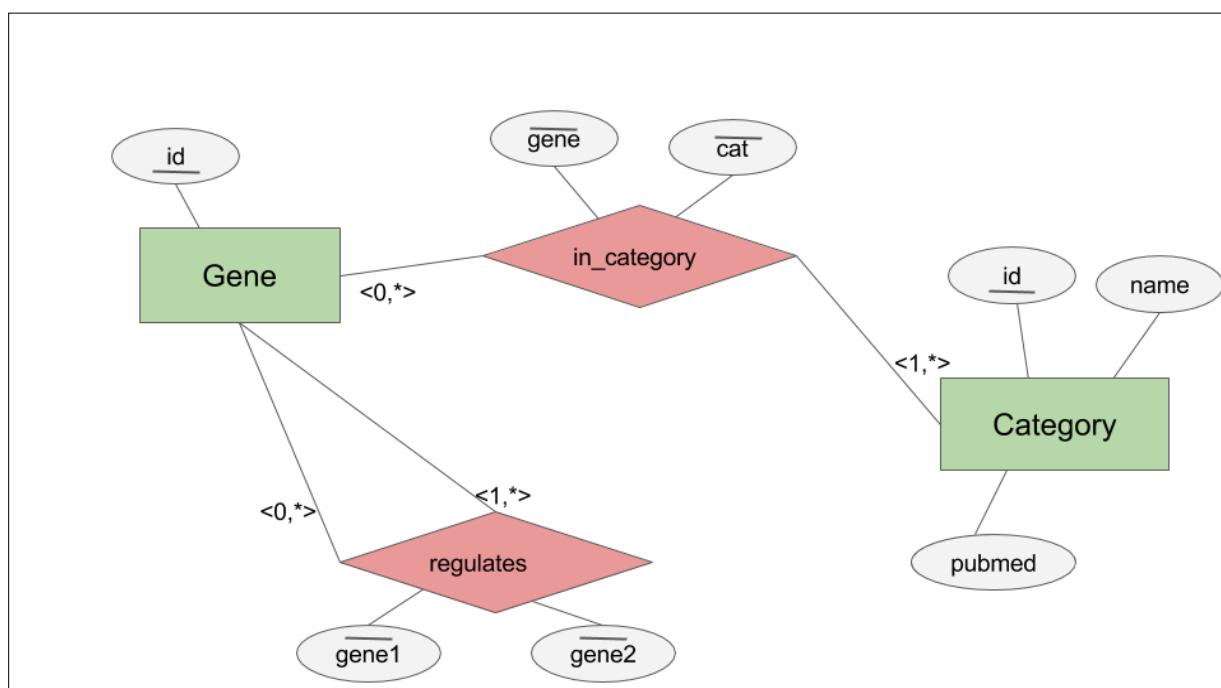 gene
cat
id
in_category
Gene
<0,*>
id
name
<1,*>
Category
<0,*>
<1,*>
regulates
pubmed
gene1
gene2